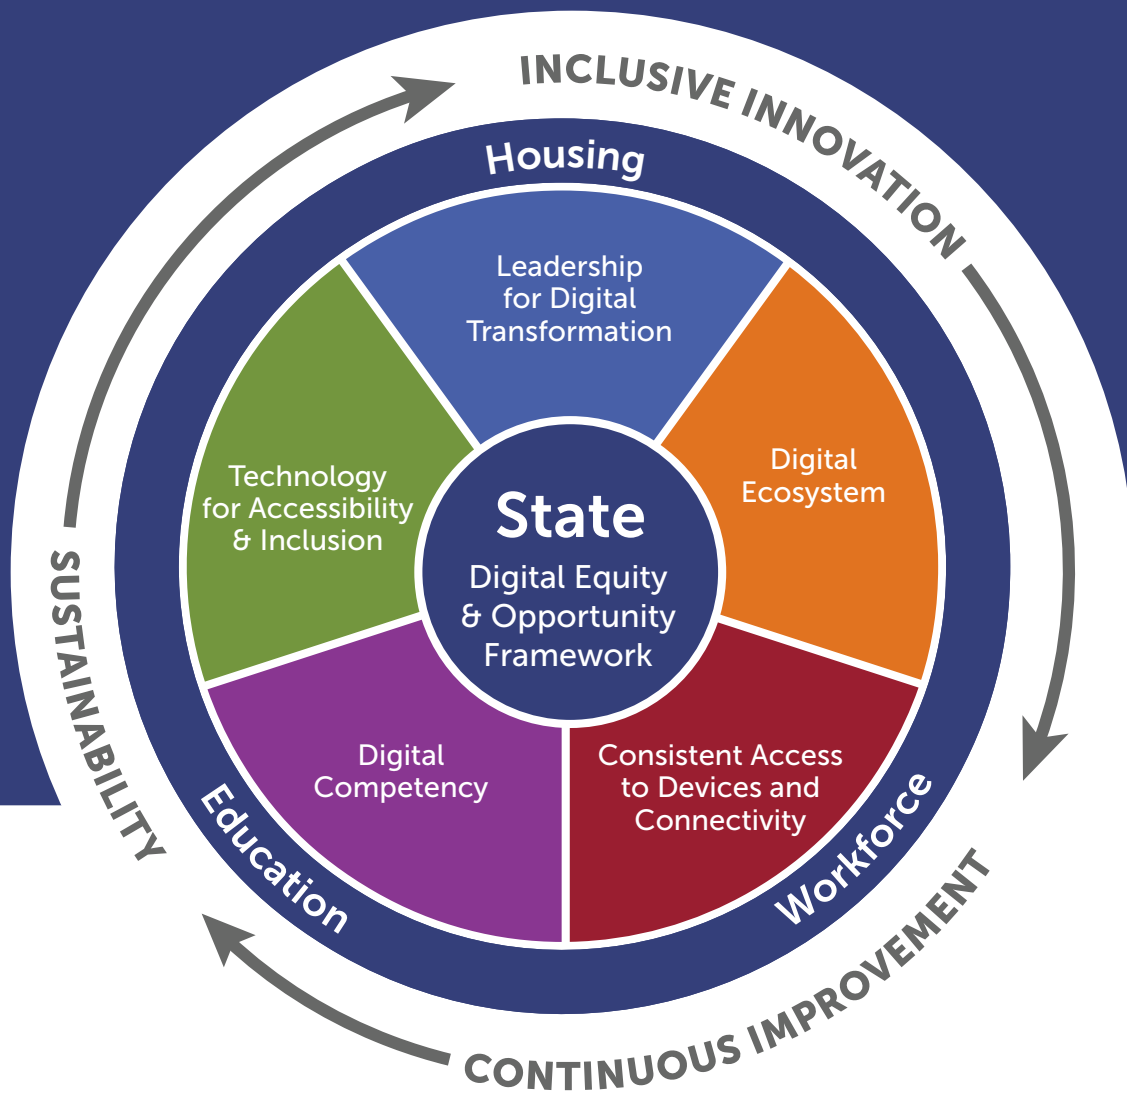 INCLUSIVE INNOVATION
Housing
Leadership
for Digital
Transformation
Digital
Ecosystem
Technology
for Accessibility
& Inclusion
State
Digital Equity
& Opportunity
Framework
Digital
Competency
Consistent Access
to Devices and
Connectivity
Education
Workforce
SUSTAINABILITY
CONTINUOUS IMPROVEMENT